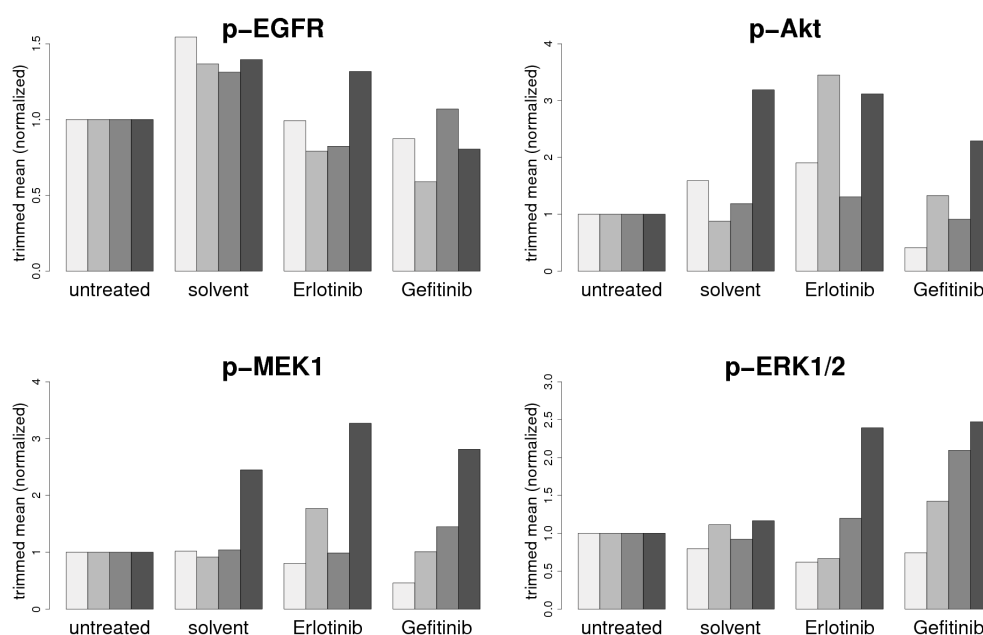 p−EGFR
trimmed mean (normalized)
0.0 0.5 1.0 1.5
untreated solvent Erlotinib Gefitinib
p−Akt
trimmed mean (normalized)
0 1 2 3 4
untreated solvent Erlotinib Gefitinib
p−MEK1
trimmed mean (normalized)
0 1 2 3 4
untreated solvent Erlotinib Gefitinib
p−ERK1/2
trimmed mean (normalized)
0.0 0.5 1.0 1.5 2.0 2.5 3.0
untreated solvent Erlotinib Gefitinib